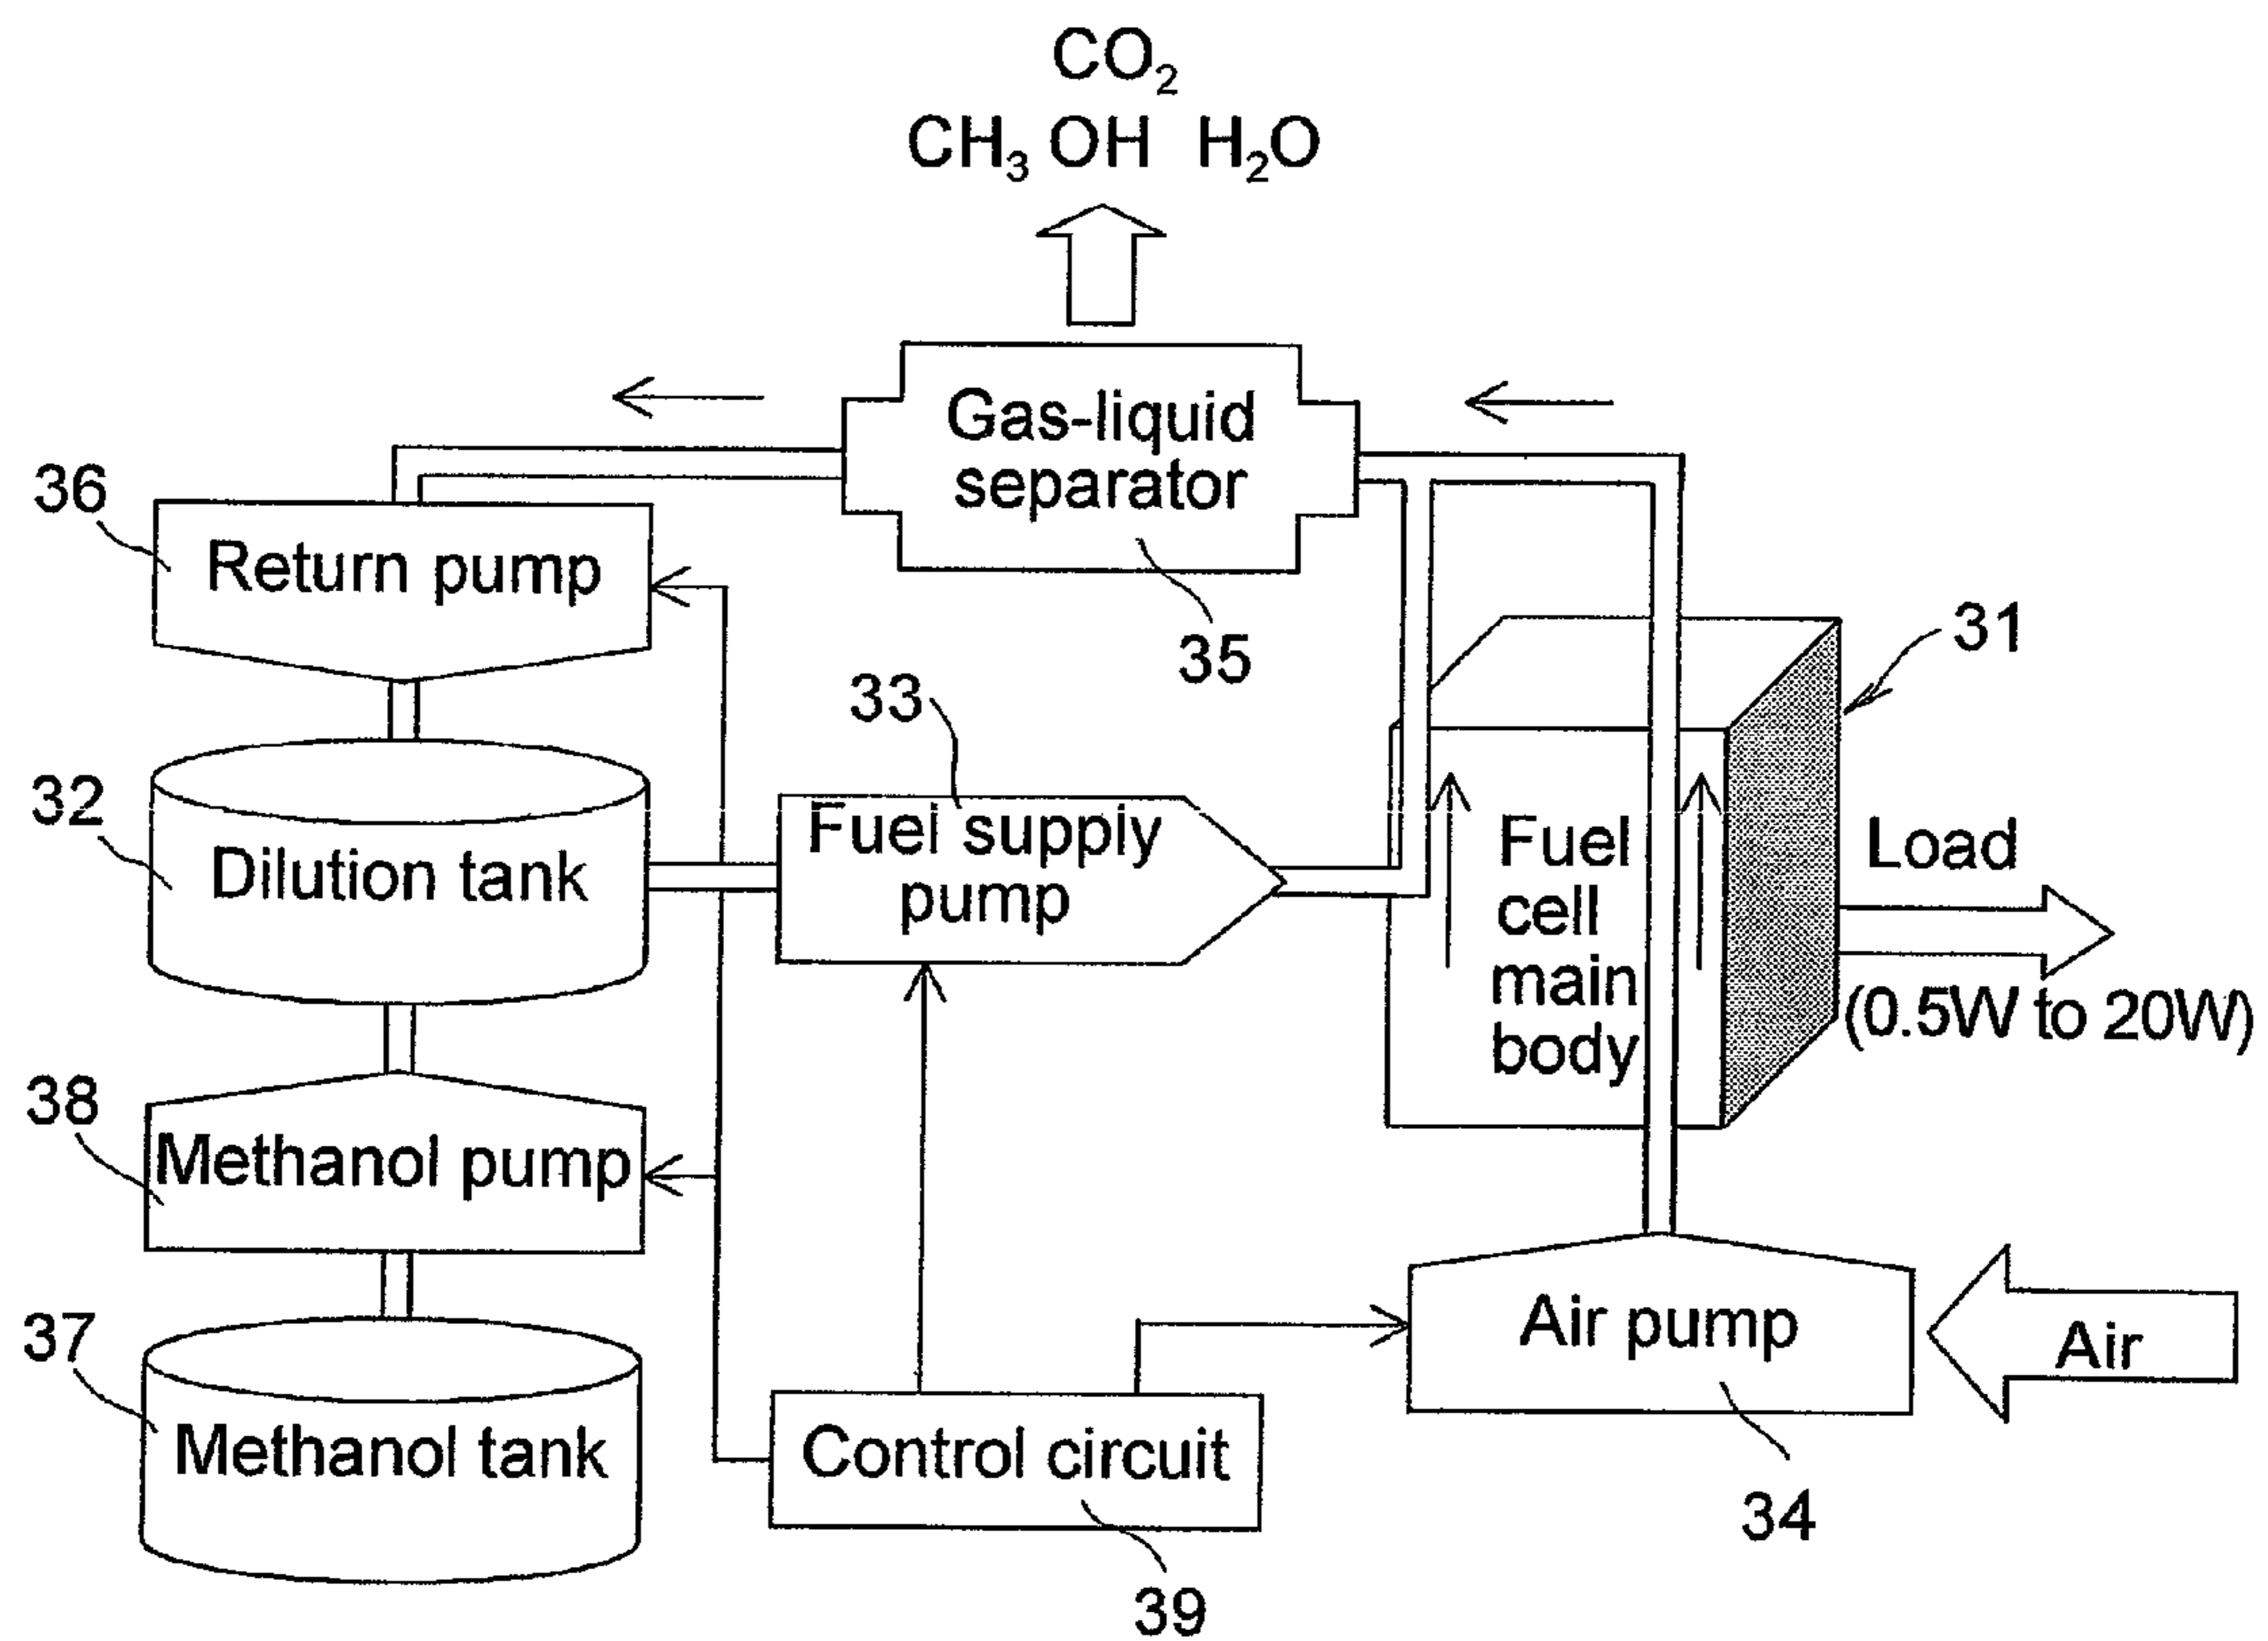 CO2
CH3 OH H2O
Gas-liquid
separator
36
Return pump
35
31
33
32
Dilution tank
Fuel supply
pump
Fuel
cell
main
body
Load
(0.5W to 20W)
38
Methanol pump
37
Methanol tank
Control circuit
39
Air pump
Air
34